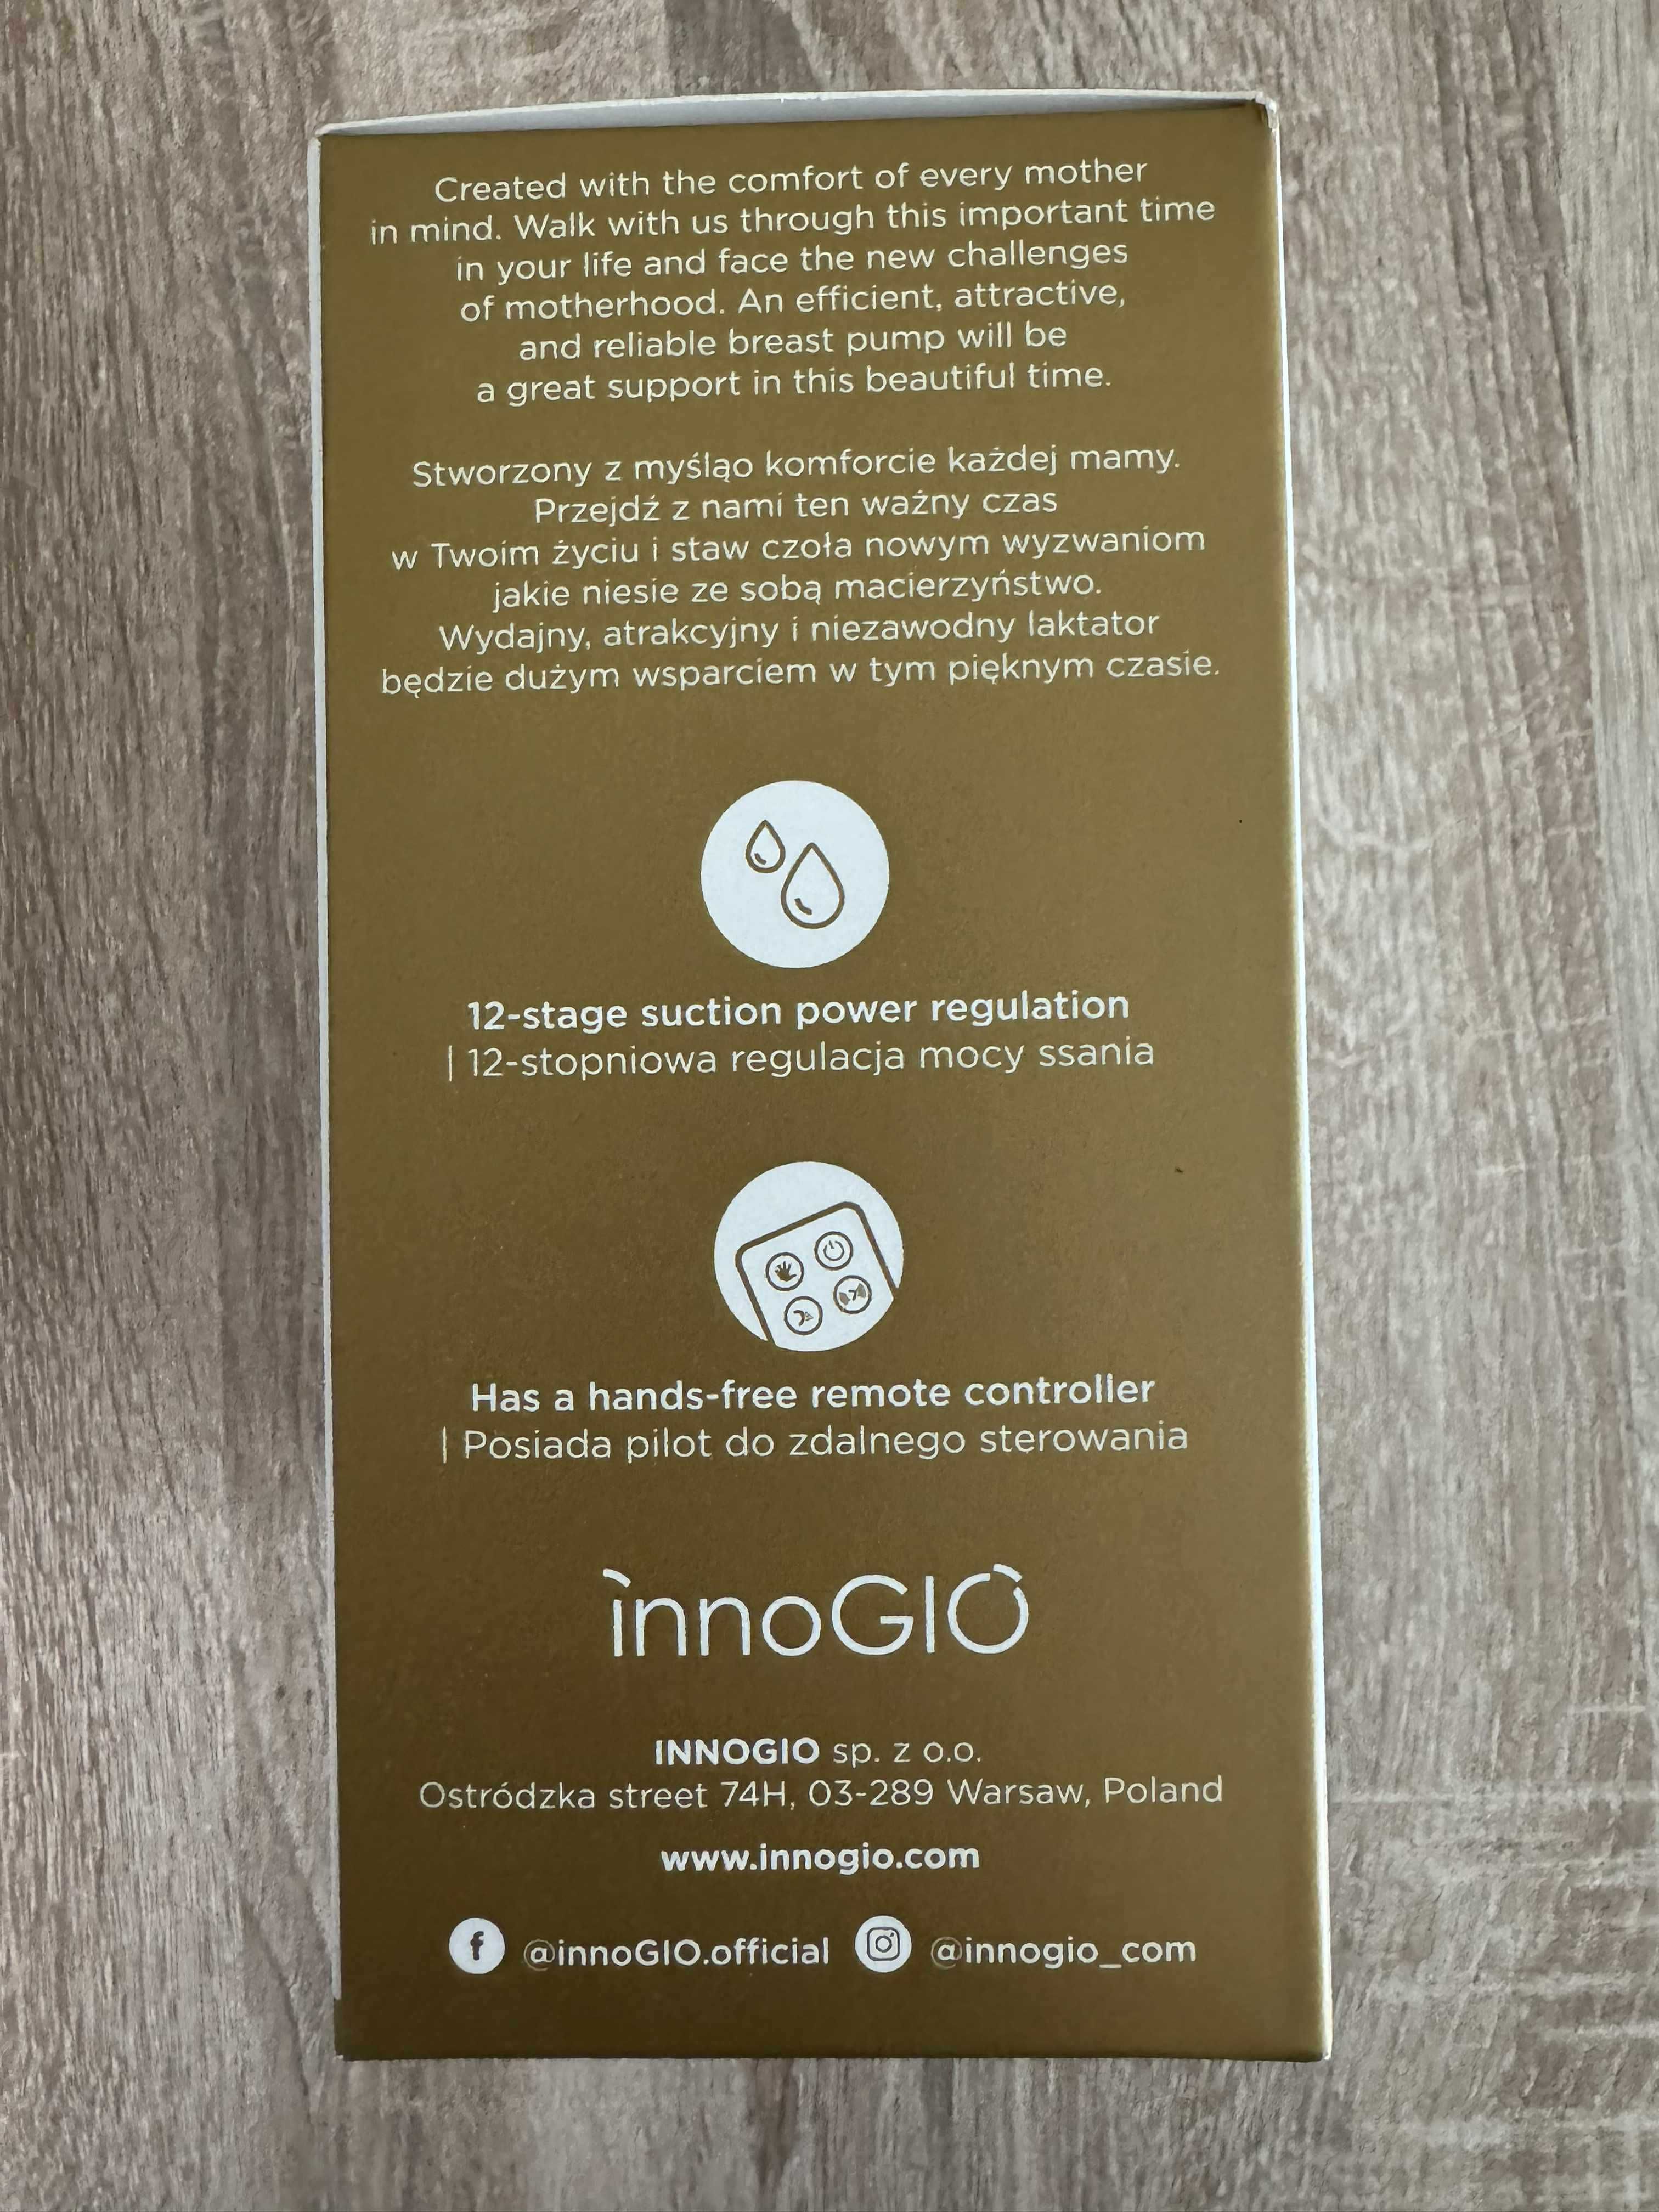 Created with the comfort of every mother
in mind. Walk with us through this important time
in your life and face the new challenges
of motherhood. An efficient, attractive,
and reliable breast pump will be
a great support in this beautiful time.
Stworzony z myśląo komforcie każdej mamy.
Przejdź z nami ten ważny czas
w Twoim życiu i staw czoła nowym wyzwaniom
jakie niesie ze sobą macierzyństwo.
Wydajny, atrakcyjny i niezawodny laktator
będzie dużym wsparciem w tym pięknym czasie.
12-stage suction power regulation
| 12-stopniowa regulacja mocy ssania
Has a hands-free remote controller
| Posiada pilot do zdalnego sterowania
innoGIO
INNOGIO sp. z o.o.
Ostródzka street 74H, 03-289 Warsaw, Poland
www.innogio.com
f @innoGIO.official @innogio_com